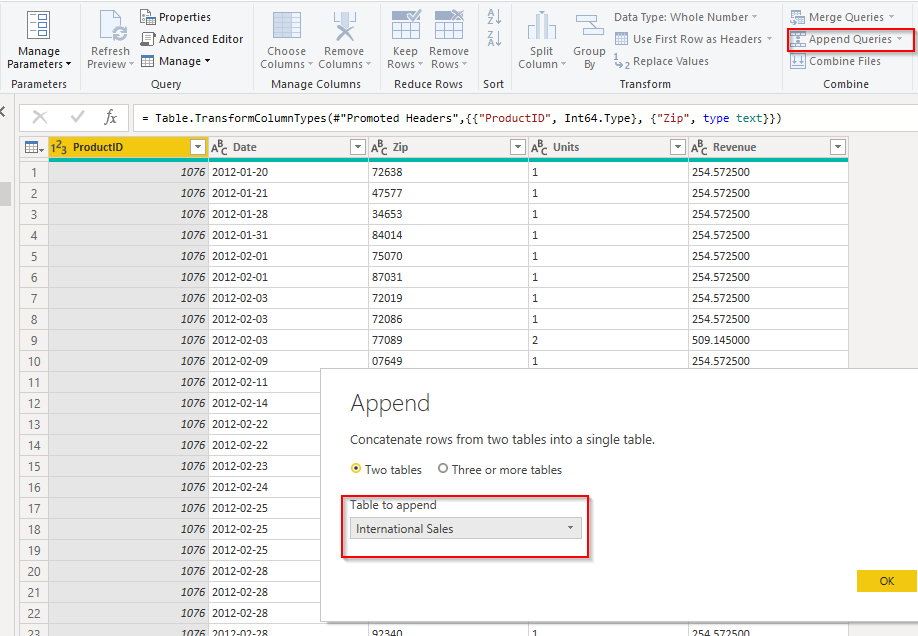 Manage Parameters
Parameters
Refresh Preview
Properties
Advanced Editor
Manage
Query
Choose Columns
Remove Columns
Manage Columns
Keep Rows
Remove Rows
Reduce Rows
A Z
Z A
Sort
Split Column
Group By
Data Type: Whole Number
Use First Row as Headers
1 2 Replace Values
Transform
Merge Queries
Append Queries
Combine Files
Combine
fx = Table.TransformColumnTypes(#"Promoted Headers",{{"ProductID", Int64.Type}, {"Zip", type text}})
123 ProductID ABC Date ABC Zip ABC Units ABC Revenue
1 1076 2012-01-20 72638 1 254.572500
2 1076 2012-01-21 47577 1 254.572500
3 1076 2012-01-28 34653 1 254.572500
4 1076 2012-01-31 84014 1 254.572500
5 1076 2012-02-01 75070 1 254.572500
6 1076 2012-02-01 87031 1 254.572500
7 1076 2012-02-03 72019 1 254.572500
8 1076 2012-02-03 72086 1 254.572500
9 1076 2012-02-03 77089 2 509.145000
10 1076 2012-02-09 07649 1 254.572500
11 1076 2012-02-11
12 1076 2012-02-14
13 1076 2012-02-22
14 1076 2012-02-22
15 1076 2012-02-23
16 1076 2012-02-24
17 1076 2012-02-25
18 1076 2012-02-25
19 1076 2012-02-25
20 1076 2012-02-28
21 1076 2012-02-28
22 1076 2012-02-28
23 1076 2012-02-28 92340 1 254.572500
Append
Concatenate rows from two tables into a single table.
Two tables Three or more tables
Table to append
International Sales
OK